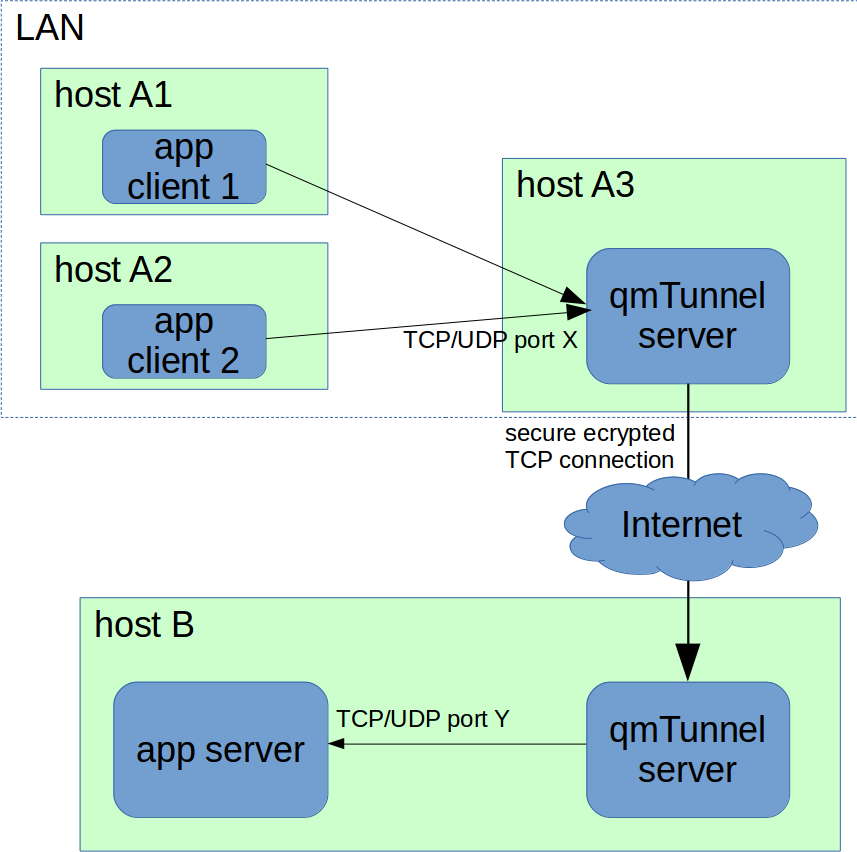 LAN
host A1
app
client 1
host A2
app
client 2
TCP/UDP port X
host A3
qmTunnel
server
secure ecrypted
TCP connection
Internet
host B
app server
TCP/UDP port Y
qmTunnel
server